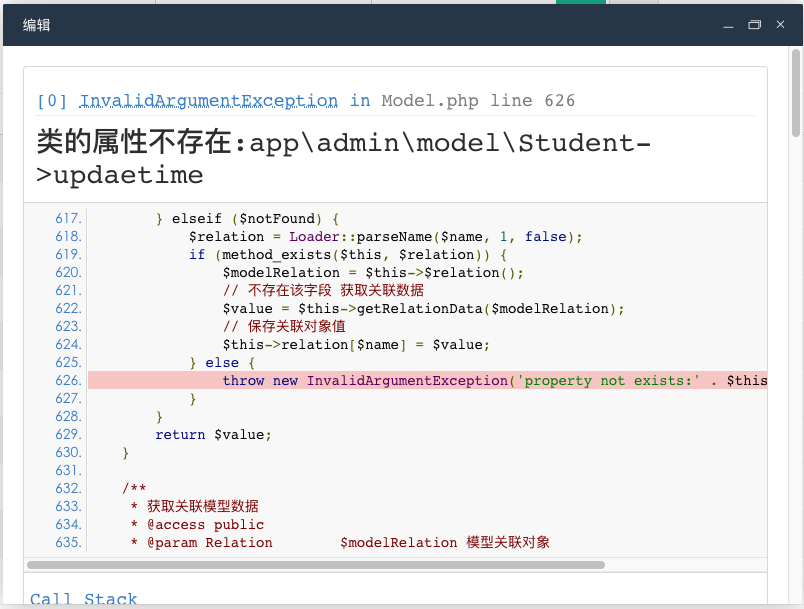 编辑
[0] InvalidArgumentException in Model.php line 626
类的属性不存在:app\admin\model\Student-
>updaetime
617. } elseif ($notFound) {
618. $relation = Loader::parseName($name, 1, false);
619. if (method_exists($this, $relation)) {
620. $modelRelation = $this->$relation();
621. // 不存在该字段 获取关联数据
622. $value = $this->getRelationData($modelRelation);
623. // 保存关联对象值
624. $this->relation[$name] = $value;
625. } else {
626. throw new InvalidArgumentException('property not exists:' . $this
627. }
628. }
629. return $value;
630. }
631.
632. /**
633. * 获取关联模型数据
634. * @access public
635. * @param Relation $modelRelation 模型关联对象
Call Stack